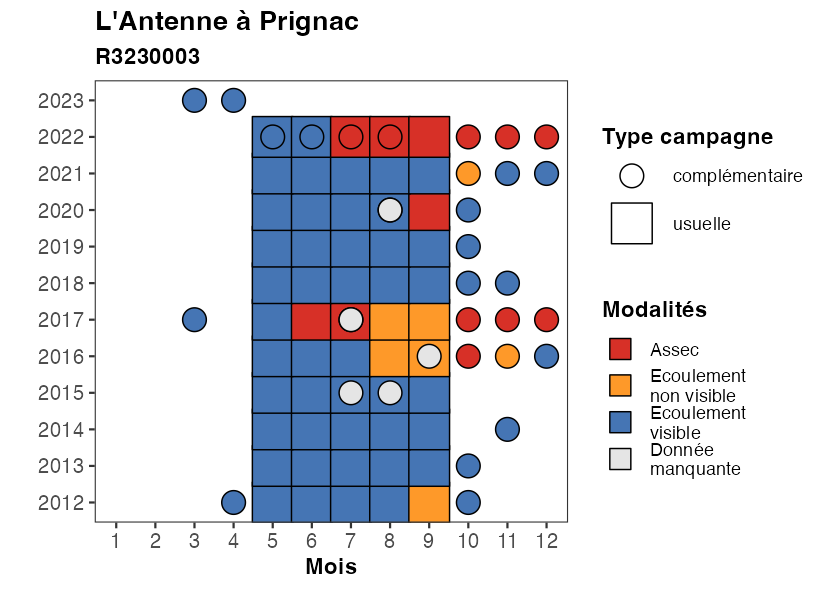 L'Antenne à Prignac
R3230003
2023
2022
2021
2020
2019
2018
2017
2016
2015
2014
2013
2012
1 2 3 4 5 6 7 8 9 10 11 12
Mois
Type campagne
complémentaire
usuelle
Modalités
Assec
Ecoulement
non visible
Ecoulement
visible
Donnée
manquante